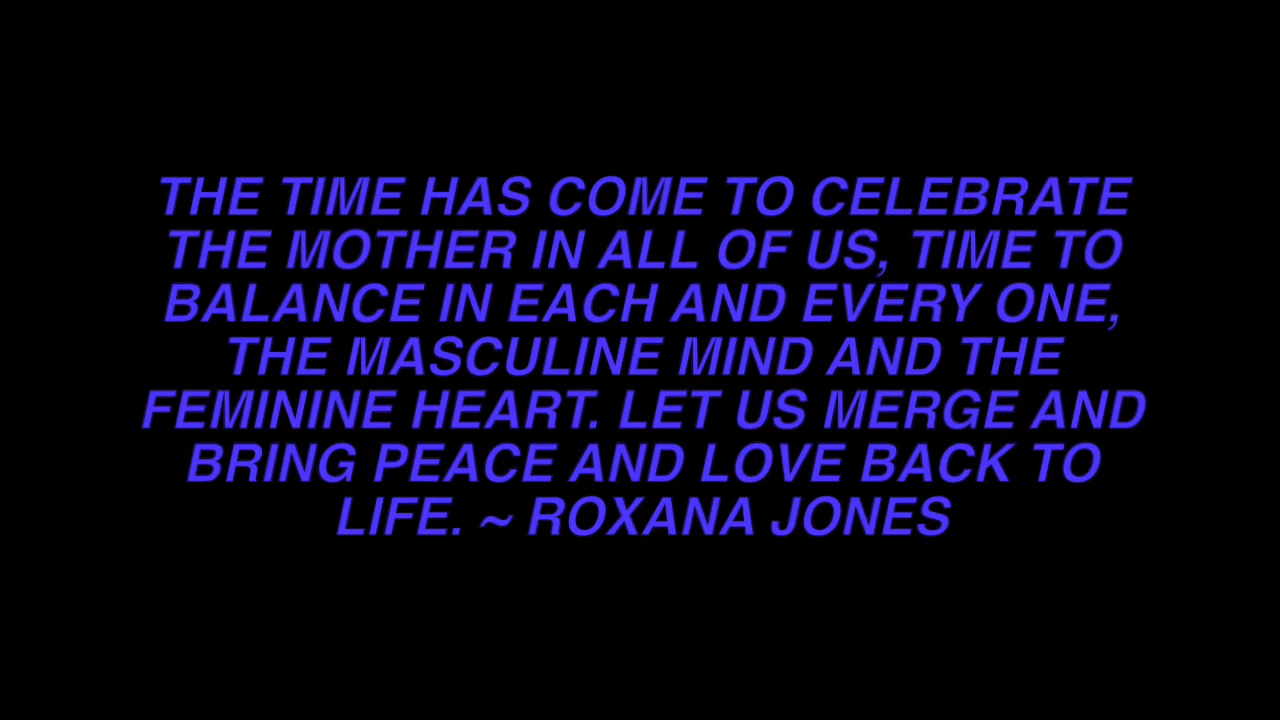 THE TIME HAS COME TO CELEBRATE
THE MOTHER IN ALL OF US, TIME TO
BALANCE IN EACH AND EVERY ONE,
THE MASCULINE MIND AND THE
FEMININE HEART. LET US MERGE AND
BRING PEACE AND LOVE BACK TO
LIFE. ~ ROXANA JONES